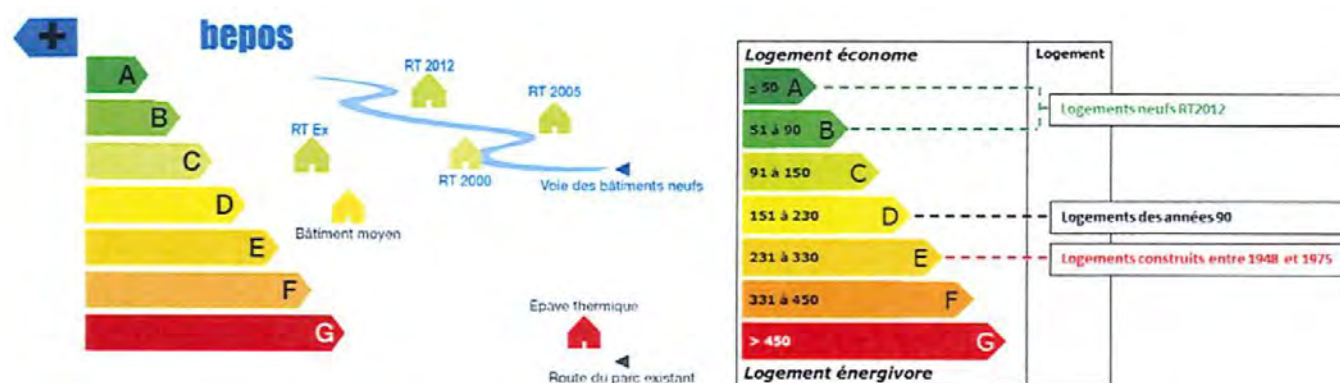 +
bepos
A
B
C
D
E
F
G
RT 2012
RT 2005
RT Ex
RT 2000
Voie des bâtiments neufs
Bâtiment moyen
Epave thermique
Route du parc existant
Logement économe
Logement
≤ 50 A
51 à 90 B
91 à 150 C
151 à 230 D
231 à 330 E
331 à 450 F
> 450 G
Logement énergivore
Logements neufs RT2012
Logements des années 90
Logements construits entre 1948 et 1975